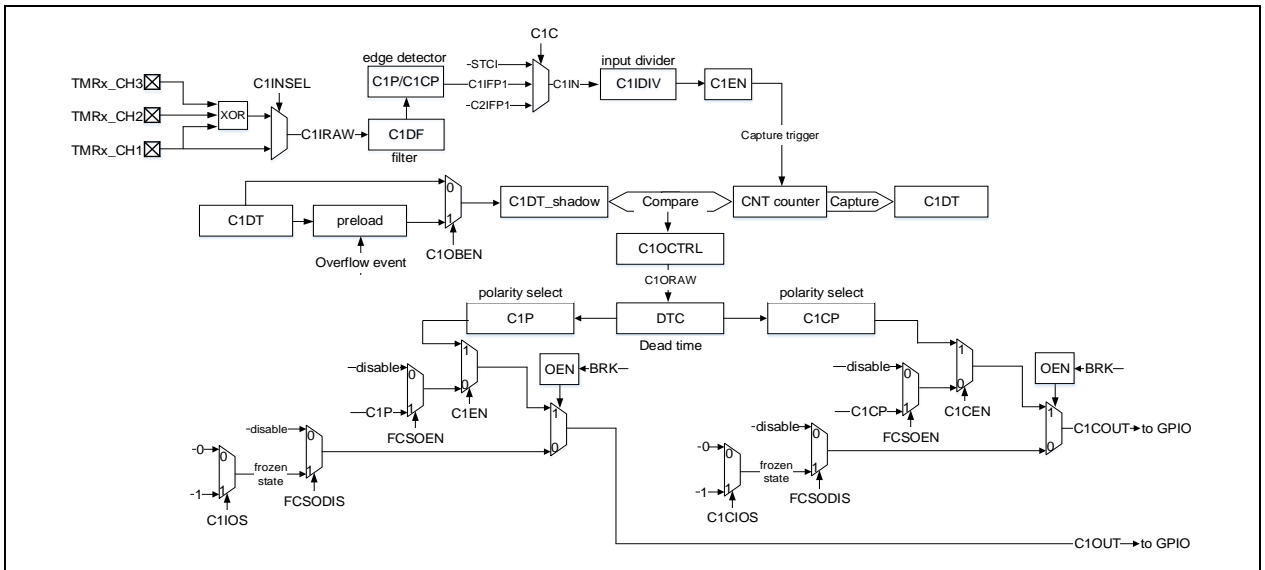 C1C
edge detector
input divider
STCI
TMRx_CH3
C1INSEL
C1P/C1CP
C1IFP1
C1IN
C1IDIV
C1EN
TMRx_CH2
XOR
C2IFP1
C1IRAW
C1DF
Capture trigger
TMRx_CH1
filter
0
C1DT_shadow
Compare
CNT counter
Capture
C1DT
C1DT
preload
1
C1OBEN
C1OCTRL
Overflow event
C1ORAW
polarity select
polarity select
C1P
DTC
C1CP
Dead time
1
1
disable
0
OEN
BRK
disable
0
OEN
BRK
0
0
C1P
1
C1EN
C1CP
1
C1CEN
1
1
FCSOEN
FCSOEN
C1COUT
to GPIO
disable
0
disable
0
0
0
0
0
0
0
frozen
state
1
frozen
state
1
1
1
1
1
FCSODIS
FCSODIS
C1IOS
C1CIOS
C1OUT
to GPIO